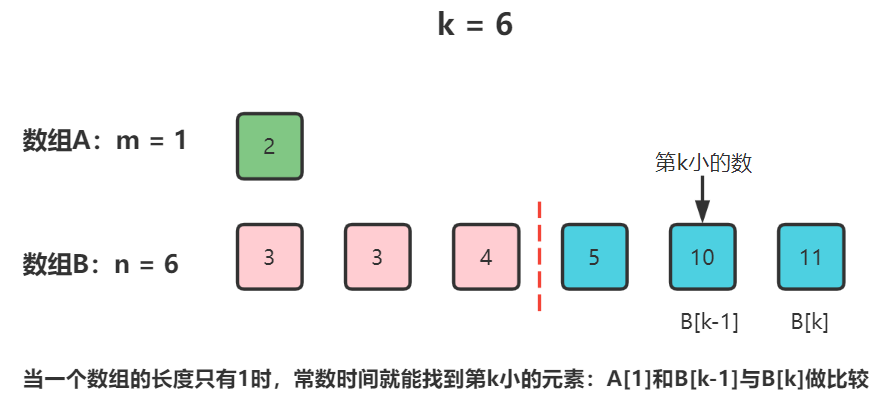 k = 6
数组A：m = 1
2
第k小的数
数组B：n = 6
3 3 4 5 10 11
B[k-1] B[k]
当一个数组的长度只有1时，常数时间就能找到第k小的元素：A[1]和B[k-1]与B[k]做比较